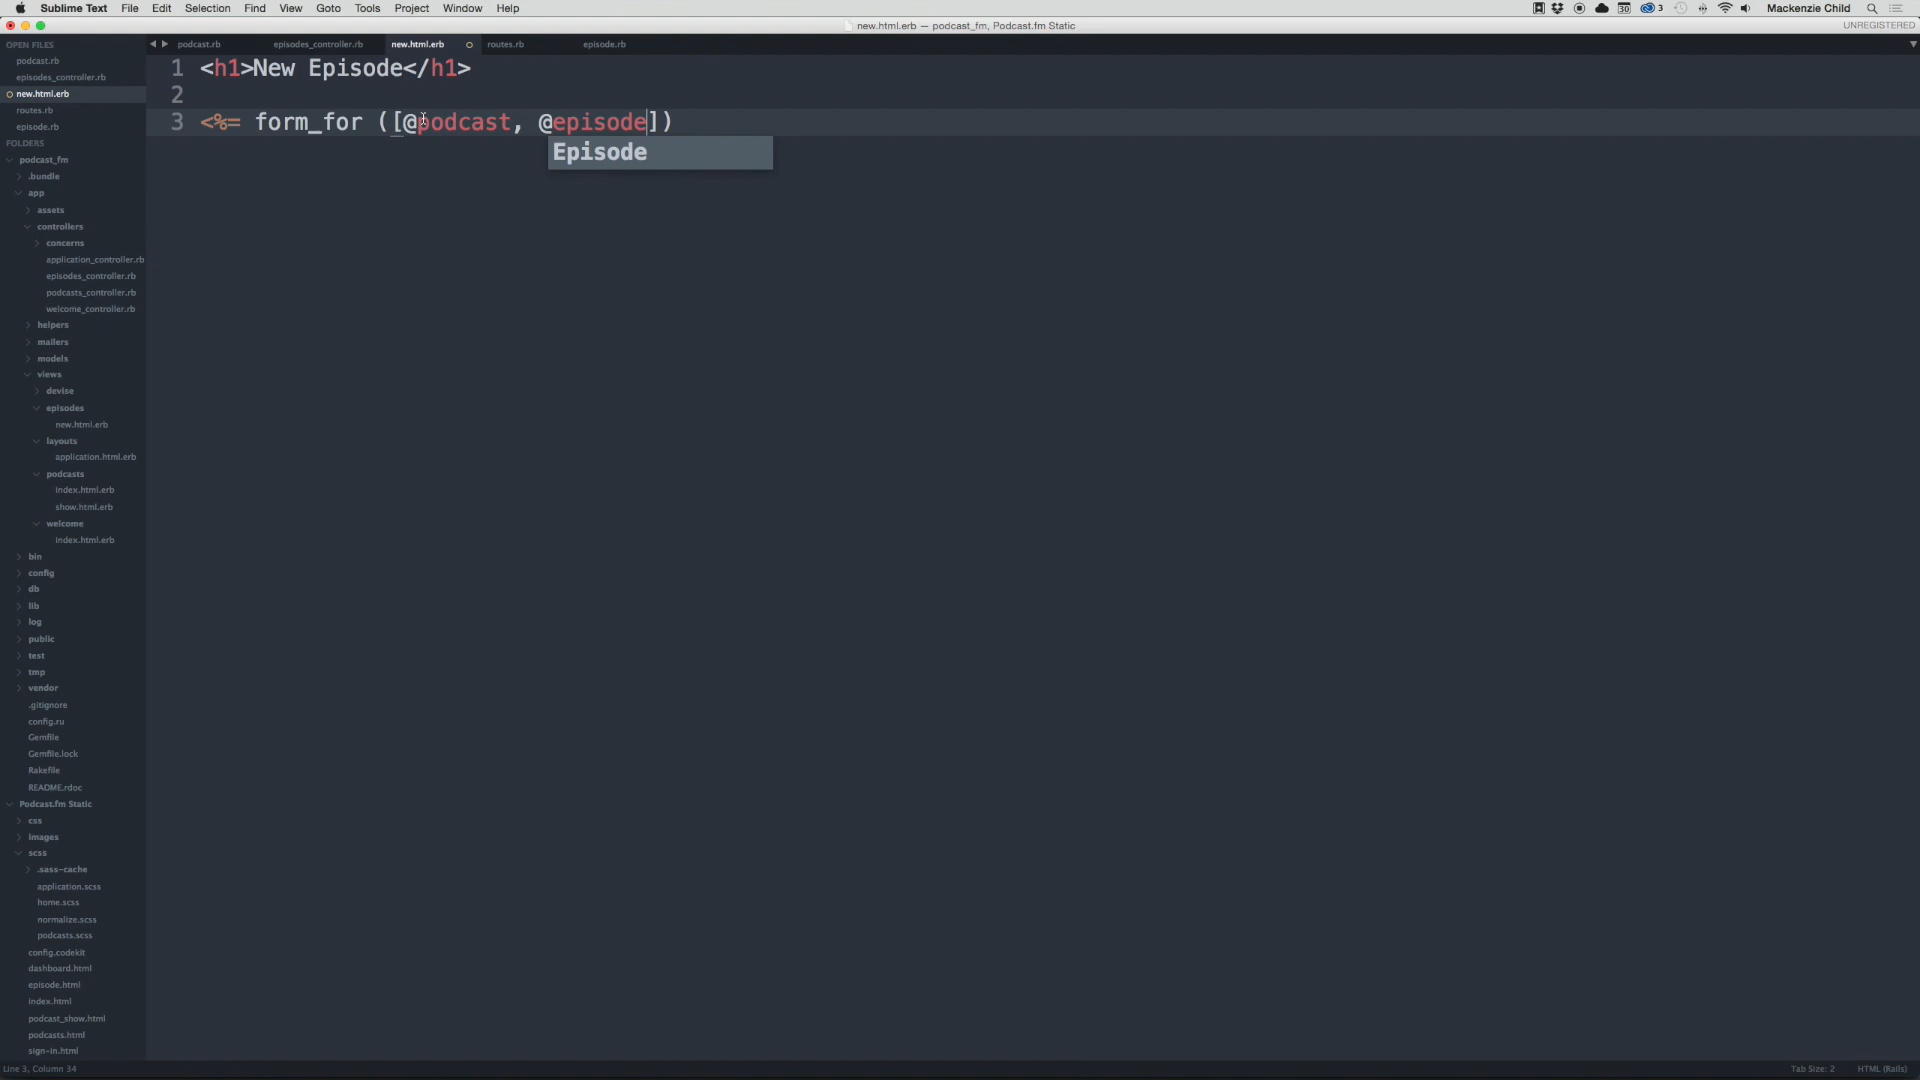 Sublime Text File Edit Selection Find View Goto Tools Project Window Help 30 3 Mackenzie Child
new.html.erb — podcast_fm, Podcast.fm Static UNREGISTERED
OPEN FILES
podcast.rb
episodes_controller.rb
new.html.erb
routes.rb
episode.rb
FOLDERS
podcast_fm
.bundle
app
assets
controllers
concerns
application_controller.rb
episodes_controller.rb
podcasts_controller.rb
welcome_controller.rb
helpers
mailers
models
views
devise
episodes
new.html.erb
layouts
application.html.erb
podcasts
index.html.erb
show.html.erb
welcome
index.html.erb
bin
config
db
lib
log
public
test
tmp
vendor
.gitignore
config.ru
Gemfile
Gemfile.lock
Rakefile
README.rdoc
Podcast.fm Static
css
images
scss
.sass-cache
application.scss
home.scss
normalize.scss
podcasts.scss
config.codekit
dashboard.html
episode.html
index.html
podcast_show.html
podcasts.html
sign-in.html
podcast.rb episodes_controller.rb new.html.erb routes.rb episode.rb
1 <h1>New Episode</h1>
2
3 <%= form_for ([@podcast, @episode])
Episode
Line 3, Column 34 Tab Size: 2 HTML (Rails)